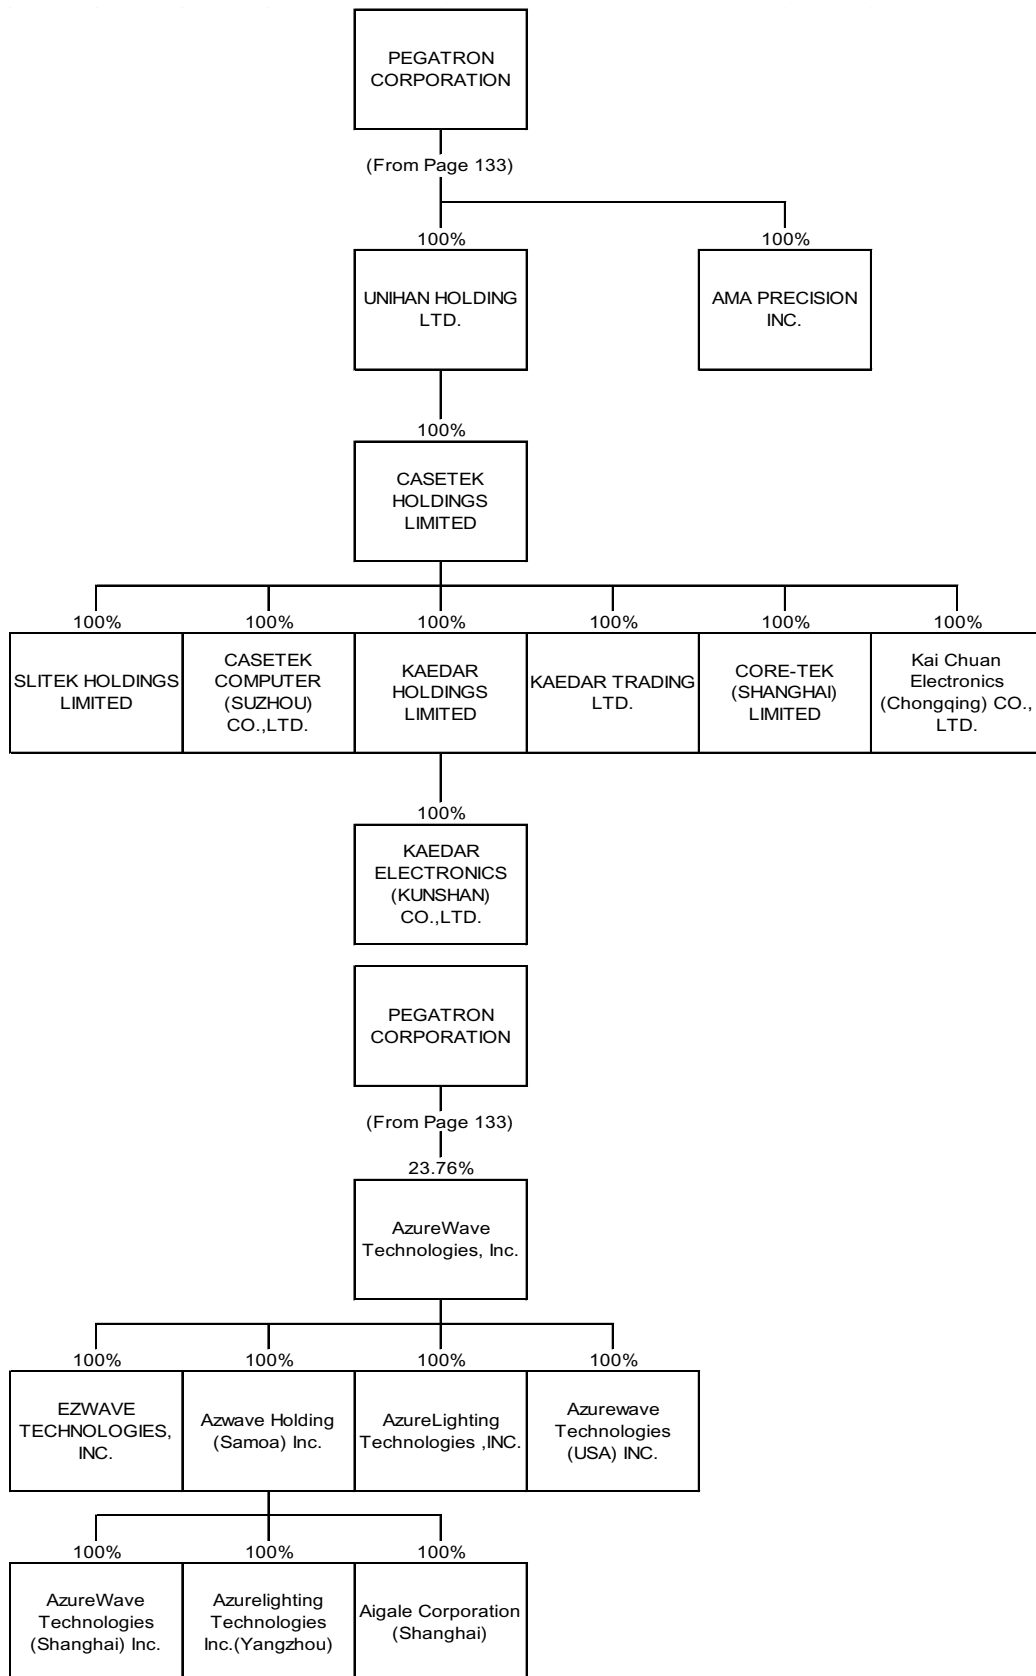 PEGATRON
CORPORATION
(From Page 133)
100%
100%
UNIHAN HOLDING
LTD.
AMA PRECISION
INC.
100%
CASETEK
HOLDINGS
LIMITED
100%
100%
100%
100%
100%
100%
SLITEK HOLDINGS
LIMITED
CASETEK
COMPUTER
(SUZHOU)
CO.,LTD.
KAEDAR
HOLDINGS
LIMITED
KAEDAR TRADING
LTD.
CORE-TEK
(SHANGHAI)
LIMITED
Kai Chuan
Electronics
(Chongqing) CO.,
LTD.
100%
KAEDAR
ELECTRONICS
(KUNSHAN)
CO.,LTD.
PEGATRON
CORPORATION
(From Page 133)
23.76%
AzureWave
Technologies, Inc.
100%
100%
100%
100%
EZWAVE
TECHNOLOGIES,
INC.
Azwave Holding
(Samoa) Inc.
AzureLighting
Technologies ,INC.
Azurewave
Technologies
(USA) INC.
100%
100%
100%
AzureWave
Technologies
(Shanghai) Inc.
Azurelighting
Technologies
Inc.(Yangzhou)
Aigale Corporation
(Shanghai)